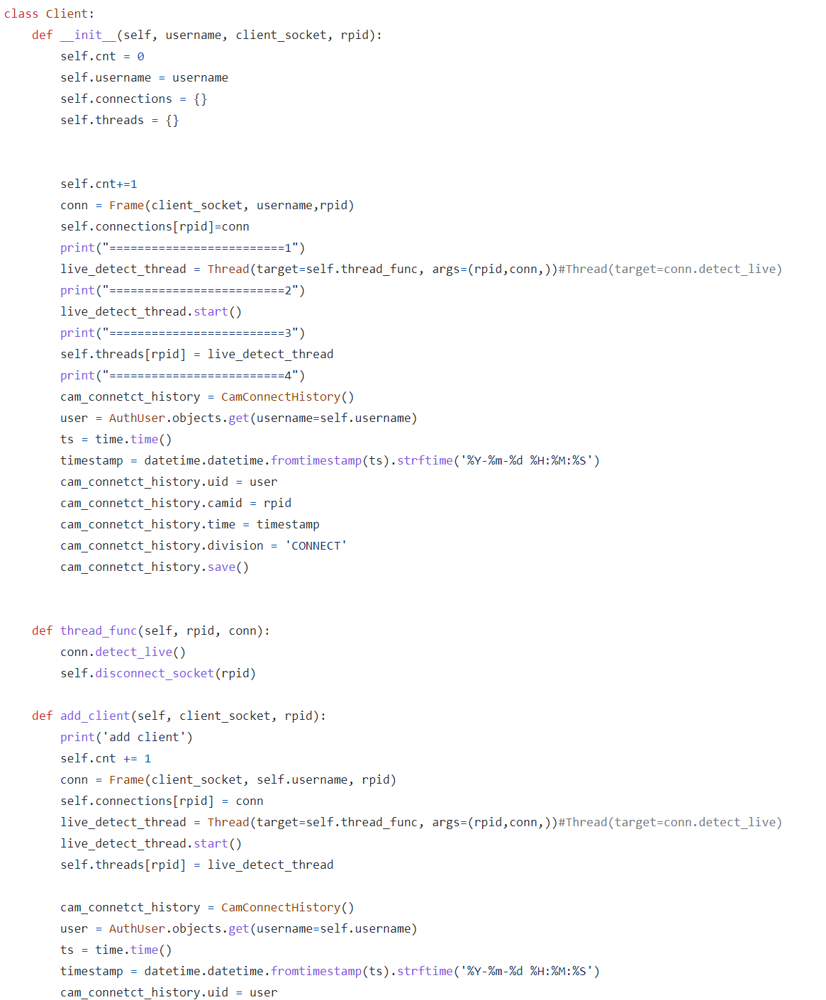 class Client:
    def __init__(self, username, client_socket, rpid):
        self.cnt = 0
        self.username = username
        self.connections = {}
        self.threads = {}
        self.cnt+=1
        conn = Frame(client_socket, username,rpid)
        self.connections[rpid]=conn
        print("=========================1")
        live_detect_thread = Thread(target=self.thread_func, args=(rpid,conn,))#Thread(target=conn.detect_live)
        print("=========================2")
        live_detect_thread.start()
        print("=========================3")
        self.threads[rpid] = live_detect_thread
        print("=========================4")
        cam_connetct_history = CamConnectHistory()
        user = AuthUser.objects.get(username=self.username)
        ts = time.time()
        timestamp = datetime.datetime.fromtimestamp(ts).strftime('%Y-%m-%d %H:%M:%S')
        cam_connetct_history.uid = user
        cam_connetct_history.camid = rpid
        cam_connetct_history.time = timestamp
        cam_connetct_history.division = 'CONNECT'
        cam_connetct_history.save()
    def thread_func(self, rpid, conn):
        conn.detect_live()
        self.disconnect_socket(rpid)
    def add_client(self, client_socket, rpid):
        print('add client')
        self.cnt += 1
        conn = Frame(client_socket, self.username, rpid)
        self.connections[rpid] = conn
        live_detect_thread = Thread(target=self.thread_func, args=(rpid,conn,))#Thread(target=conn.detect_live)
        live_detect_thread.start()
        self.threads[rpid] = live_detect_thread
        cam_connetct_history = CamConnectHistory()
        user = AuthUser.objects.get(username=self.username)
        ts = time.time()
        timestamp = datetime.datetime.fromtimestamp(ts).strftime('%Y-%m-%d %H:%M:%S')
        cam_connetct_history.uid = user